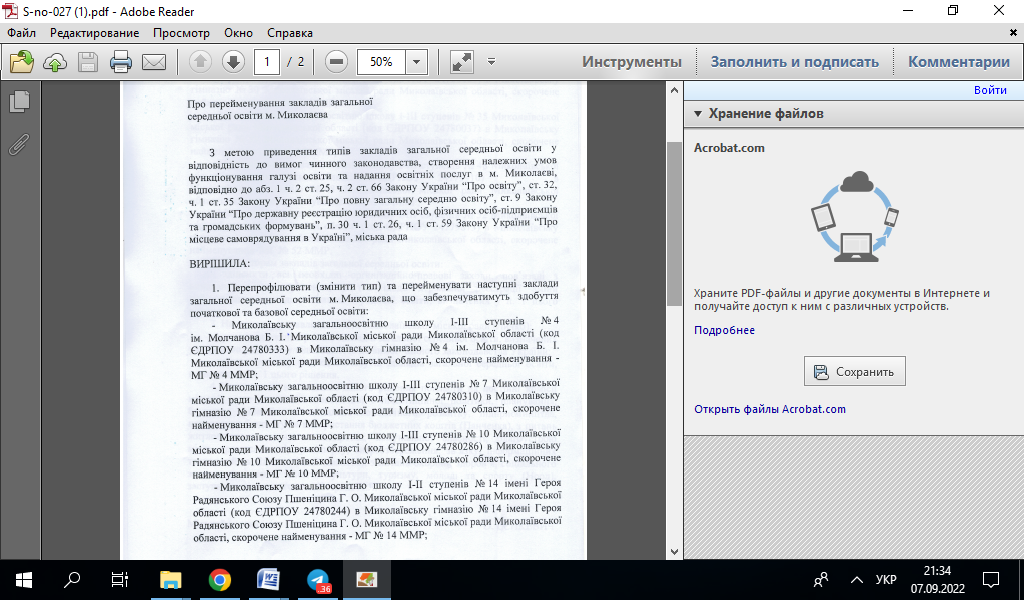 S-no-027 (1).pdf - Adobe Reader
Файл Редактирование Просмотр Окно Справка
1 / 2 50% Инструменты Заполнить и подписать Комментарии
Войти
Хранение файлов
Acrobat.com
Храните PDF-файлы и другие документы в Интернете и
получайте доступ к ним с различных устройств.
Подробнее
Сохранить
Открыть файлы Acrobat.com
Про перейменування закладів загальної
середньої освіти м. Миколаєва
З метою приведення типів закладів загальної середньої освіти у
відповідність до вимог чинного законодавства, створення належних умов
функціонування галузі освіти та надання освітніх послуг в м. Миколаєві,
відповідно до абз. 1 ч. 2 ст. 25, ч. 2 ст. 66 Закону України “Про освіту”, ст. 32,
ч. 1 ст. 35 Закону України “Про повну загальну середню освіту”, ст. 9 Закону
України “Про державну реєстрацію юридичних осіб, фізичних осіб-підприємців
та громадських формувань”, п. 30 ч. 1 ст. 26, ч. 1 ст. 59 Закону України “Про
місцеве самоврядування в Україні”, міська рада
ВИРІШИЛА:
1. Перепрофілювати (змінити тип) та перейменувати наступні заклади
загальної середньої освіти м. Миколаєва, що забезпечуватимуть здобуття
початкової та базової середньої освіти:
- Миколаївську загальноосвітню школу І-ІІІ ступенів № 4
ім. Молчанова Б. І. Миколаївської міської ради Миколаївської області (код
ЄДРПОУ 24780333) в Миколаївську гімназію № 4 ім. Молчанова Б. І.
Миколаївської міської ради Миколаївської області, скорочене найменування -
МГ № 4 ММР;
- Миколаївську загальноосвітню школу І-ІІІ ступенів № 7 Миколаївської
міської ради Миколаївської області (код ЄДРПОУ 24780310) в Миколаївську
гімназію № 7 Миколаївської міської ради Миколаївської області, скорочене
найменування - МГ № 7 ММР;
- Миколаївську загальноосвітню школу І-ІІІ ступенів № 10 Миколаївської
міської ради Миколаївської області (код ЄДРПОУ 24780286) в Миколаївську
гімназію № 10 Миколаївської міської ради Миколаївської області, скорочене
найменування - МГ № 10 ММР;
- Миколаївську загальноосвітню школу І-ІІ ступенів № 14 імені Героя
Радянського Союзу Пшеніцина Г. О. Миколаївської міської ради Миколаївської
області (код ЄДРПОУ 24780244) в Миколаївську гімназію № 14 імені Героя
Радянського Союзу Пшеніцина Г. О. Миколаївської міської ради Миколаївської
області, скорочене найменування - МГ № 14 ММР;
36
УКР
21:34
07.09.2022